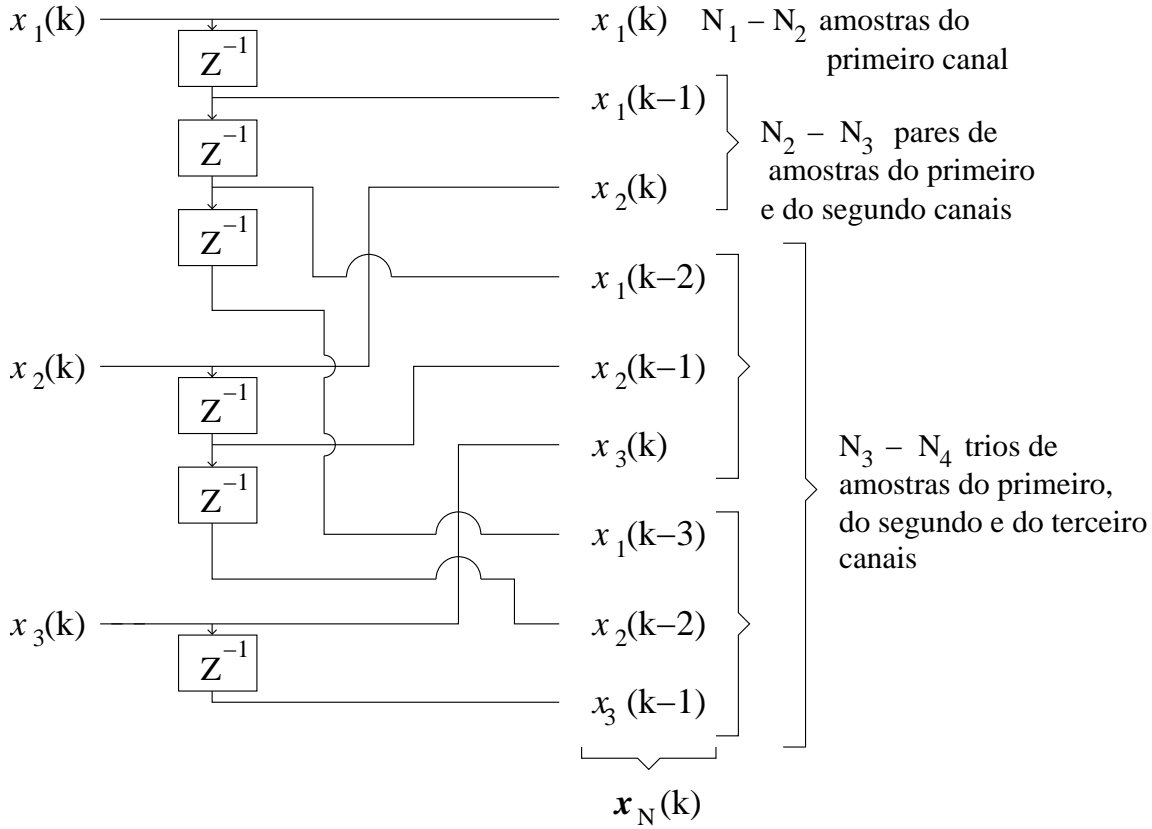 x₁(k)
Z⁻¹
Z⁻¹
Z⁻¹
x₂(k)
Z⁻¹
Z⁻¹
x₃(k)
Z⁻¹
x₁(k)
x₁(k−1)
x₂(k)
x₁(k−2)
x₂(k−1)
x₃(k)
x₁(k−3)
x₂(k−2)
x₃(k−1)
x_N(k)
N₁ − N₂ amostras do
primeiro canal
N₂ − N₃ pares de
amostras do primeiro
e do segundo canais
N₃ − N₄ trios de
amostras do primeiro,
do segundo e do terceiro
canais